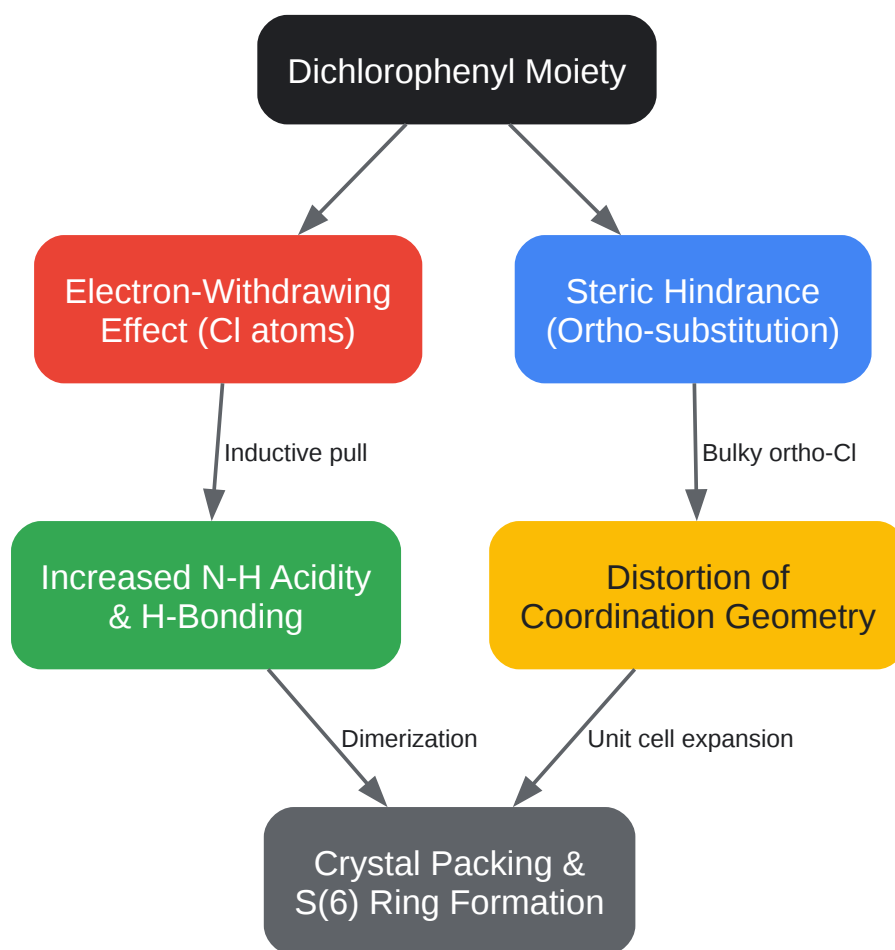 Dichlorophenyl Moiety
Electron-Withdrawing
Effect (Cl atoms)
Steric Hindrance
(Ortho-substitution)
Inductive pull
Bulky ortho-Cl
Increased N-H Acidity
& H-Bonding
Distortion of
Coordination Geometry
Dimerization
Unit cell expansion
Crystal Packing &
S(6) Ring Formation